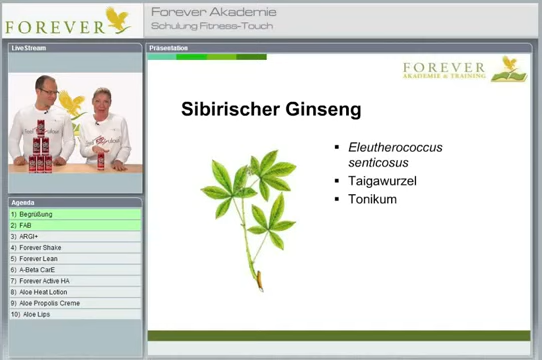 FOREVER
Forever Akademie
Schulung Fitness-Touch
LiveStream
Präsentation
FOREVER
AKADEMIE & TRAINING
Sibirischer Ginseng
Eleutherococcus
senticosus
Taigawurzel
Tonikum
Agenda
1) Begrüßung
2) FAB
3) ARGI+
4) Forever Shake
5) Forever Lean
6) A-Beta CarE
7) Forever Active HA
8) Aloe Heat Lotion
9) Aloe Propolis Creme
10) Aloe Lips